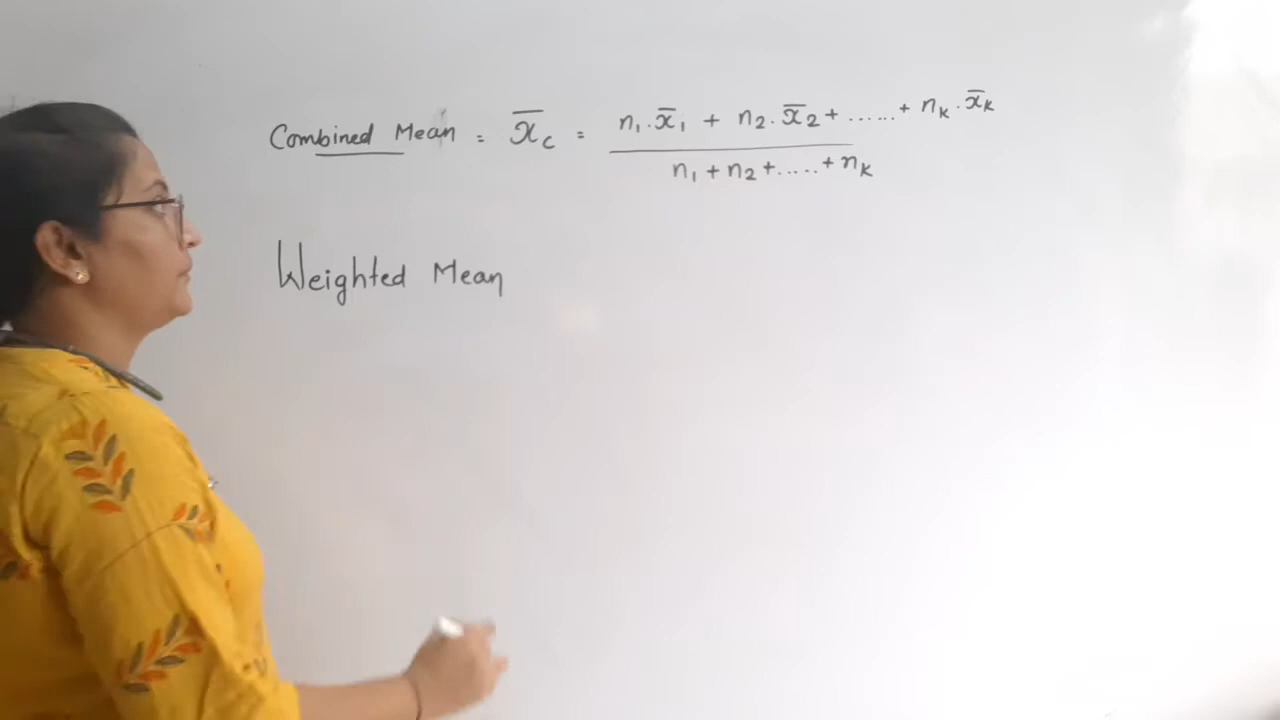 Combined Mean = x̄c = n₁.x̄₁ + n₂.x̄₂ + ...... + nₖ.x̄ₖ
n₁ + n₂ + ..... + nₖ
Weighted Mean